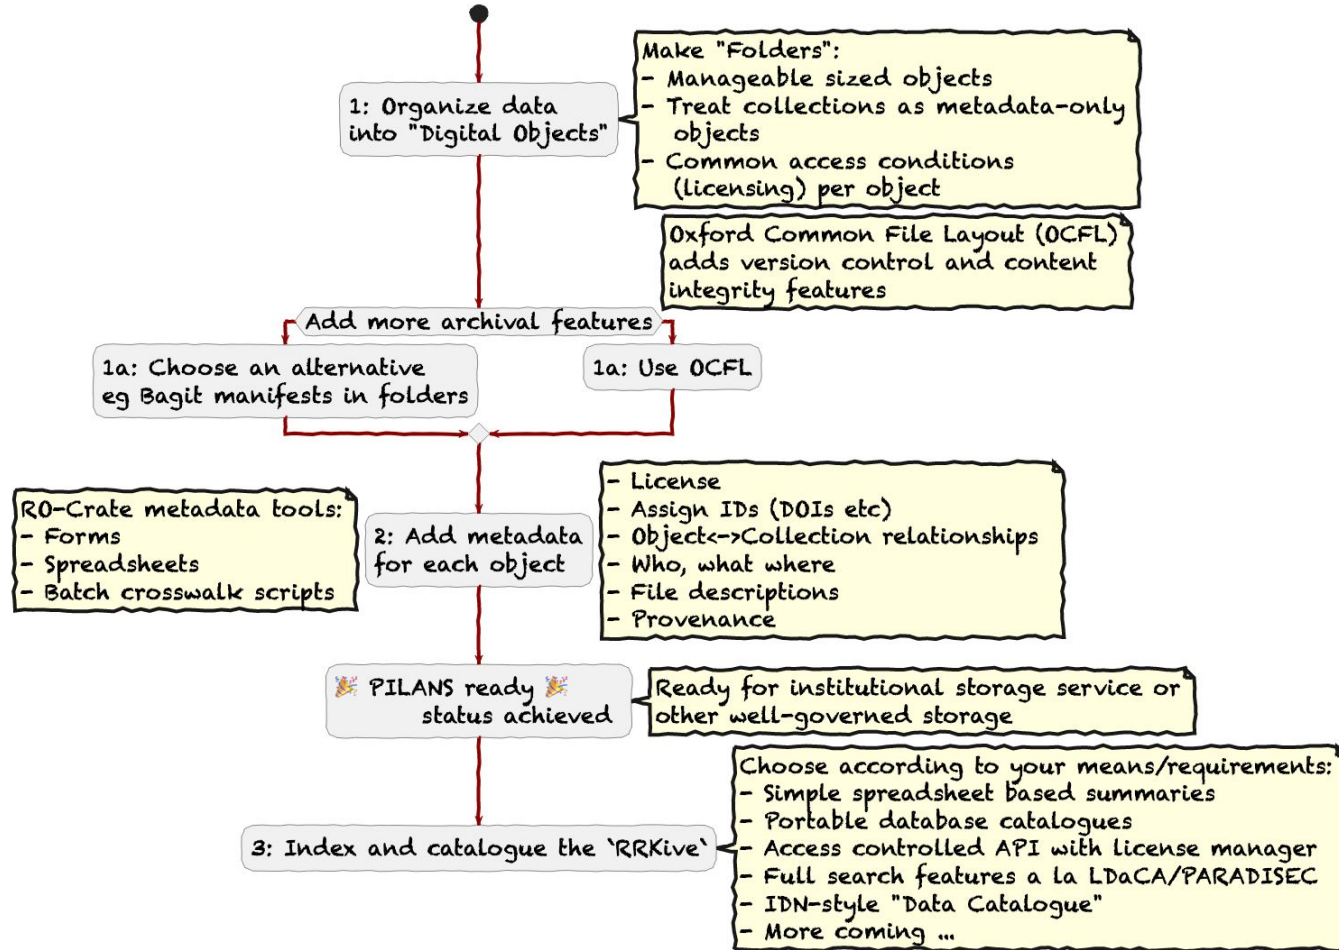 1: Organize data
into "Digital Objects"
Make "Folders":
- Manageable sized objects
- Treat collections as metadata-only
objects
- Common access conditions
(licensing) per object
Oxford Common File Layout (OCFL)
adds version control and content
integrity features
Add more archival features
1a: Choose an alternative
eg Bagit manifests in folders
1a: Use OCFL
RO-Crate metadata tools:
- Forms
- Spreadsheets
- Batch crosswalk scripts
2: Add metadata
for each object
- License
- Assign IDs (DOIs etc)
- Object<->Collection relationships
- Who, what where
- File descriptions
- Provenance
🎉 PILANS ready 🎉
status achieved
Ready for institutional storage service or
other well-governed storage
3: Index and catalogue the `RRKive`
Choose according to your means/requirements:
- Simple spreadsheet based summaries
- Portable database catalogues
- Access controlled API with license manager
- Full search features a la LDaCA/PARADISEC
- IDN-style "Data Catalogue"
- More coming ...